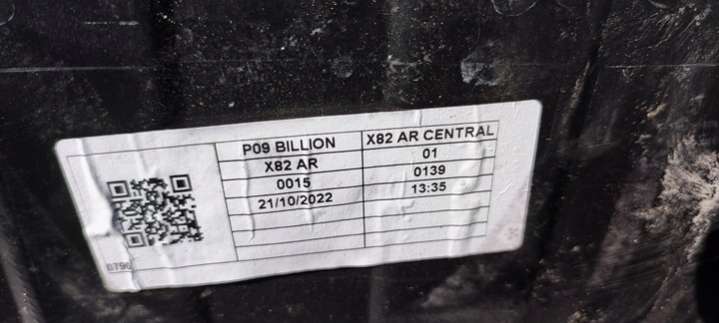 P09 BILLION X82 AR CENTRAL
X82 AR 01
0015 0139
21/10/2022 13:35